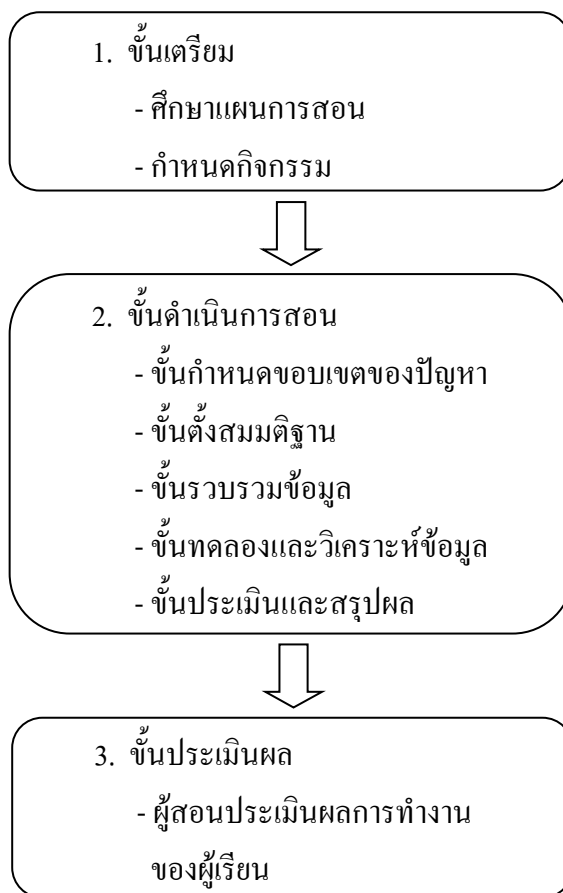 1. ขั้นเตรียม
- ศึกษาแผนการสอน
- กำหนดกิจกรรม
2. ขั้นดำเนินการสอน
- ขั้นกำหนดขอบเขตของปัญหา
- ขั้นตั้งสมมติฐาน
- ขั้นรวบรวมข้อมูล
- ขั้นทดลองและวิเคราะห์ข้อมูล
- ขั้นประเมินและสรุปผล
3. ขั้นประเมินผล
- ผู้สอนประเมินผลการทำงาน
ของผู้เรียน